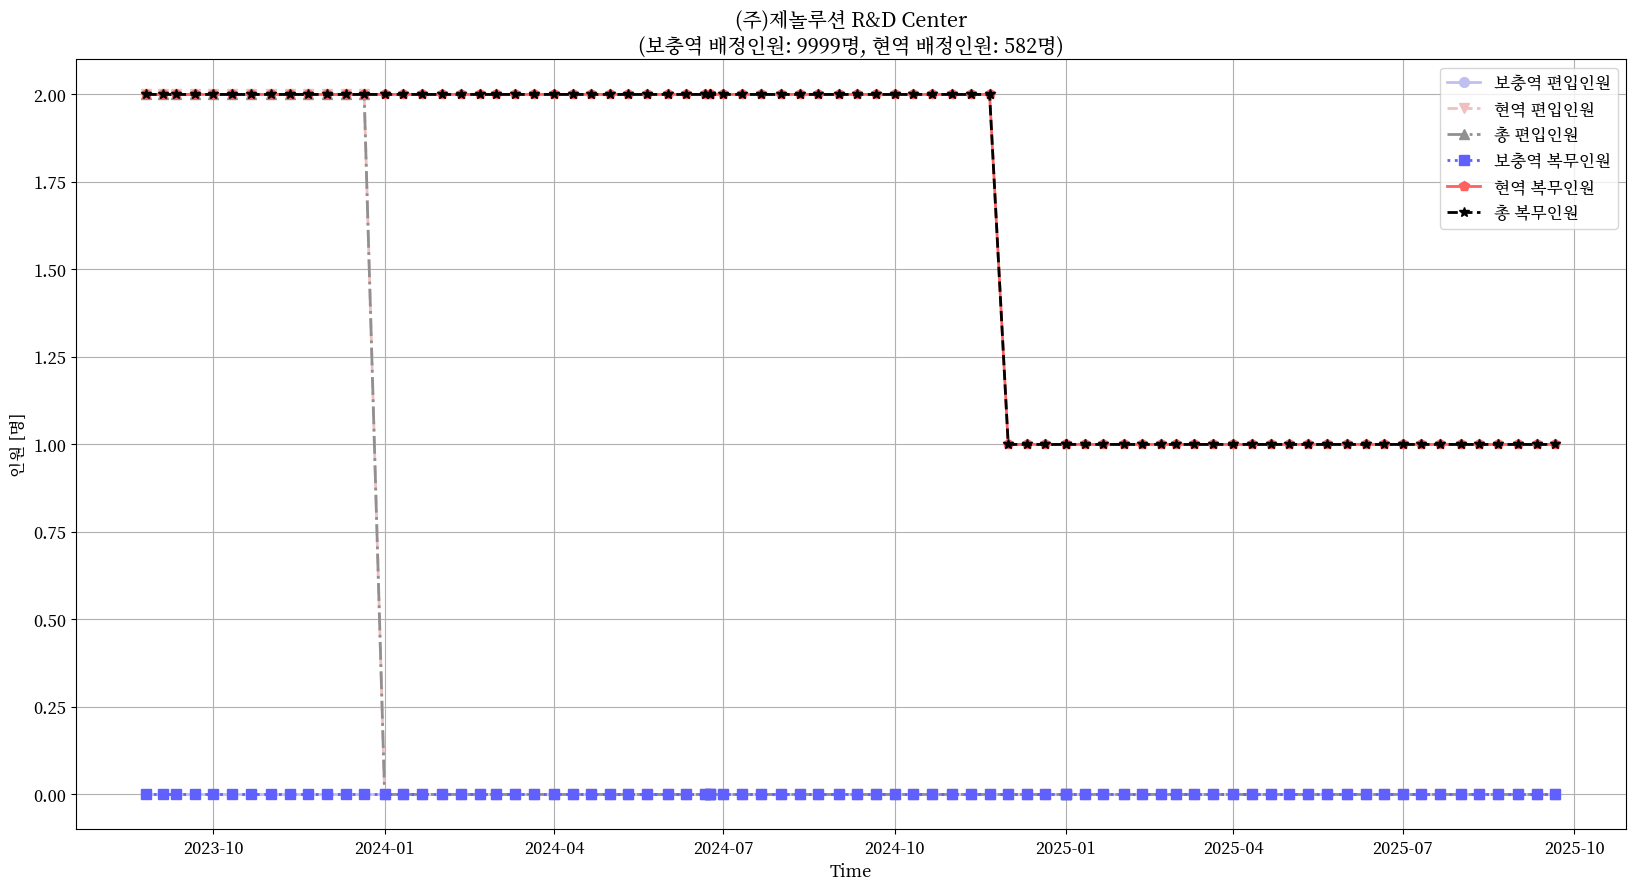 (주)제놀루션 R&D Center
(보충역 배정인원: 9999명, 현역 배정인원: 582명)
보충역 편입인원
현역 편입인원
총 편입인원
보충역 복무인원
현역 복무인원
총 복무인원
인원 [명]
2.00
1.75
1.50
1.25
1.00
0.75
0.50
0.25
0.00
2023-10
2024-01
2024-04
2024-07
2024-10
2025-01
2025-04
2025-07
2025-10
Time